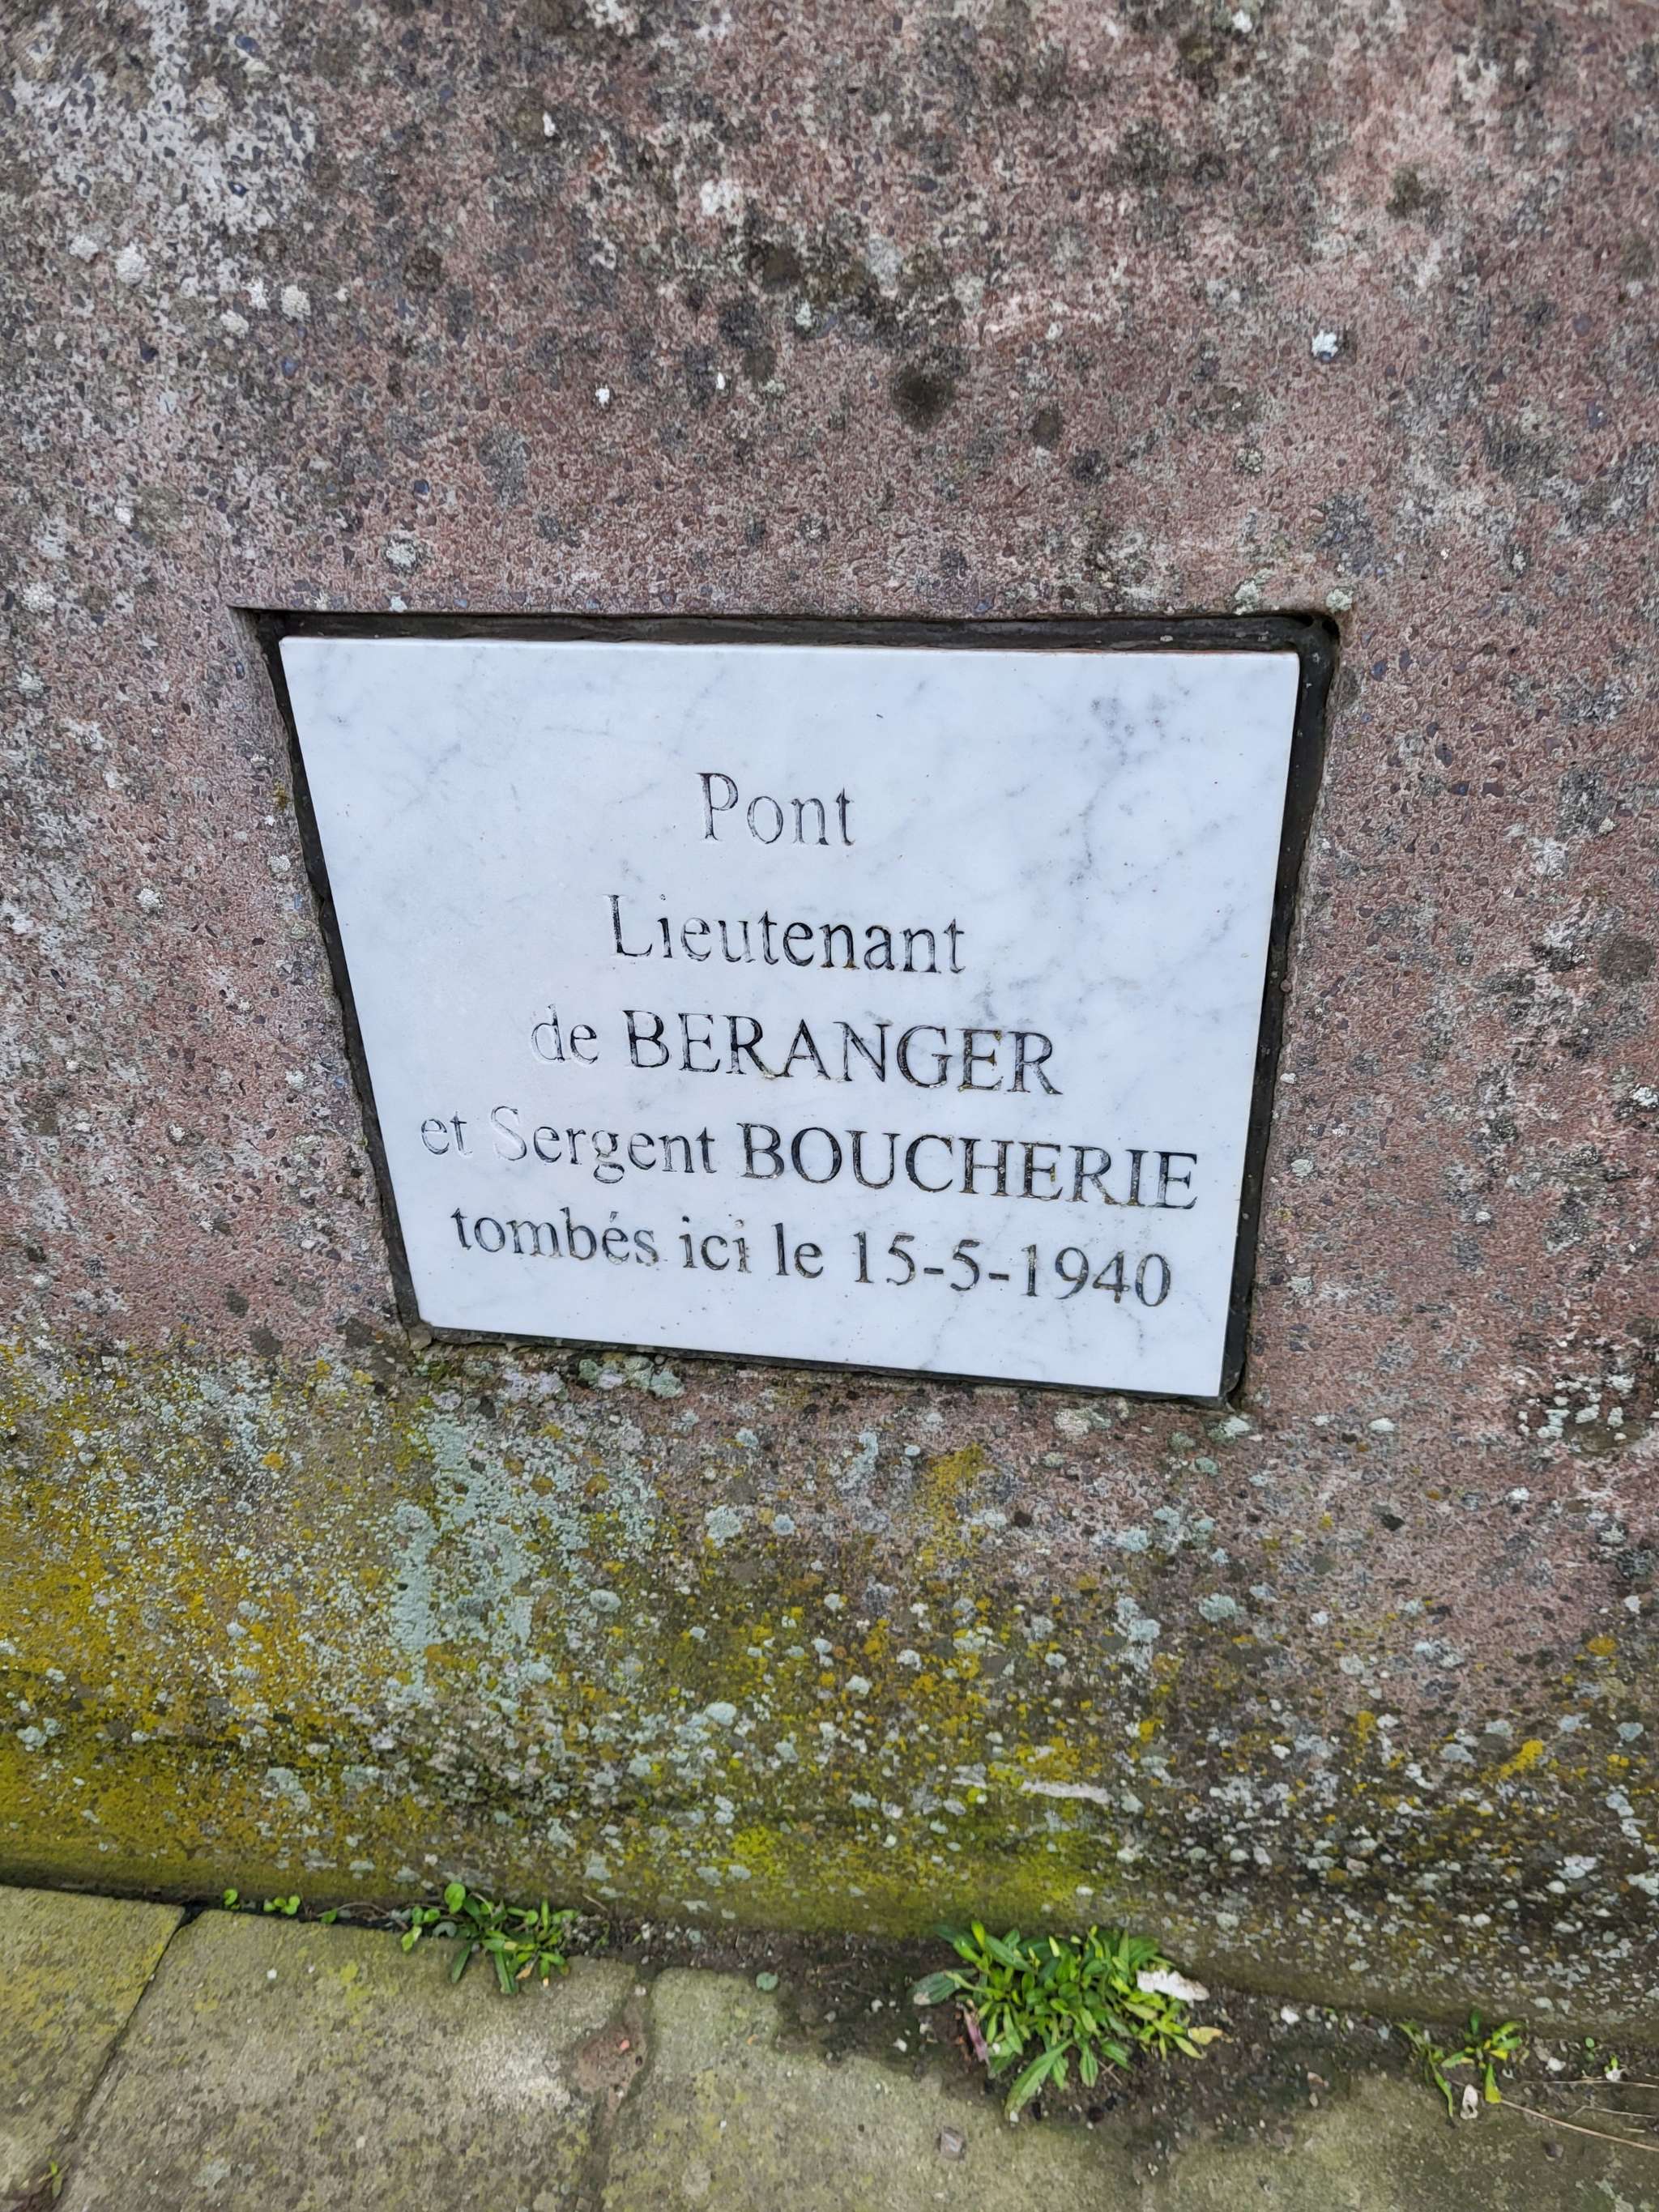 Pont
Lieutenant
de BERANGER
et Sergent BOUCHERIE
tombés ici le 15-5-1940